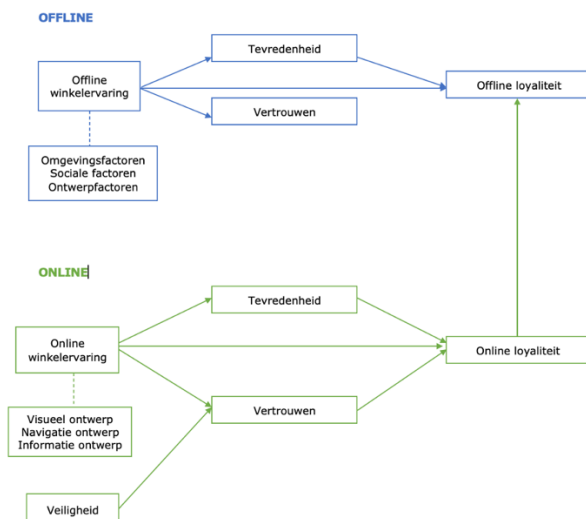 OFFLINE
Tevredenheid
Offline
winkelervaring
Offline loyaliteit
Vertrouwen
Omgevingsfactoren
Sociale factoren
Ontwerpfactoren
ONLINE
Tevredenheid
Online
winkelervaring
Online loyaliteit
Vertrouwen
Visueel ontwerp
Navigatie ontwerp
Informatie ontwerp
Veiligheid